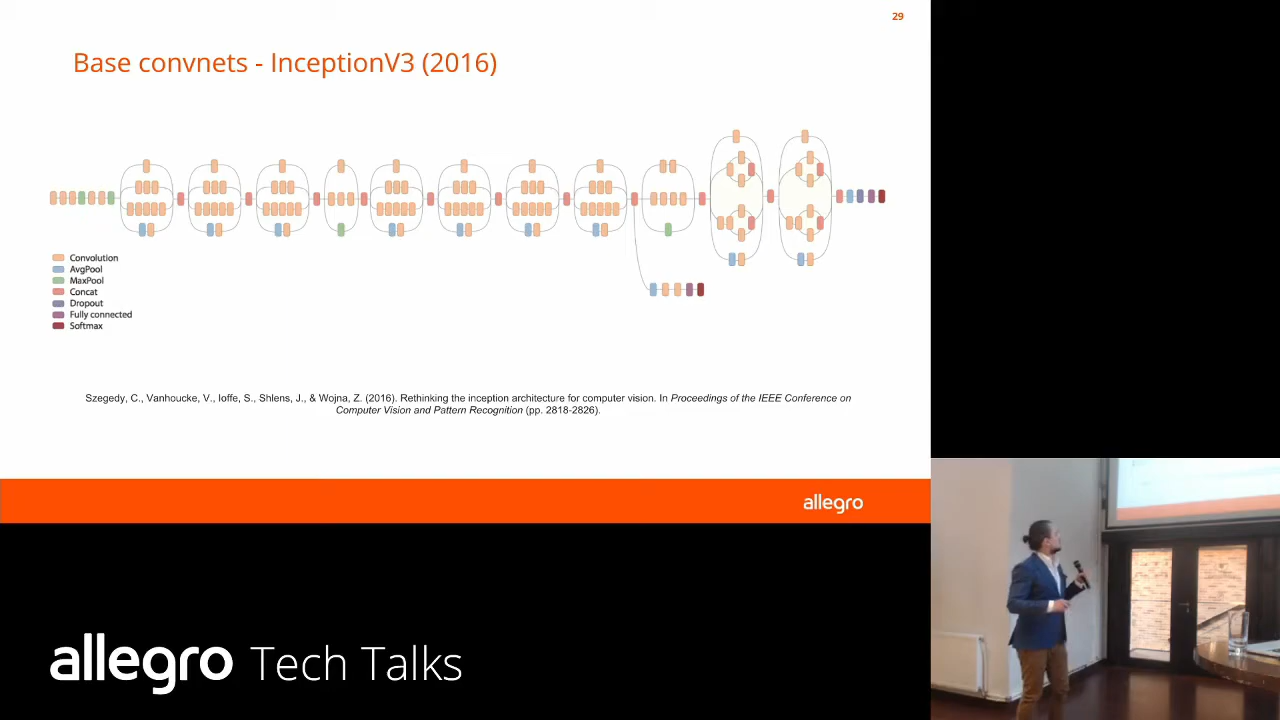 29
Base convnets - InceptionV3 (2016)
Convolution
AvgPool
MaxPool
Concat
Dropout
Fully connected
Softmax
Szegedy, C., Vanhoucke, V., Ioffe, S., Shlens, J., & Wojna, Z. (2016). Rethinking the inception architecture for computer vision. In Proceedings of the IEEE Conference on
Computer Vision and Pattern Recognition (pp. 2818-2826).
allegro
allegro Tech Talks